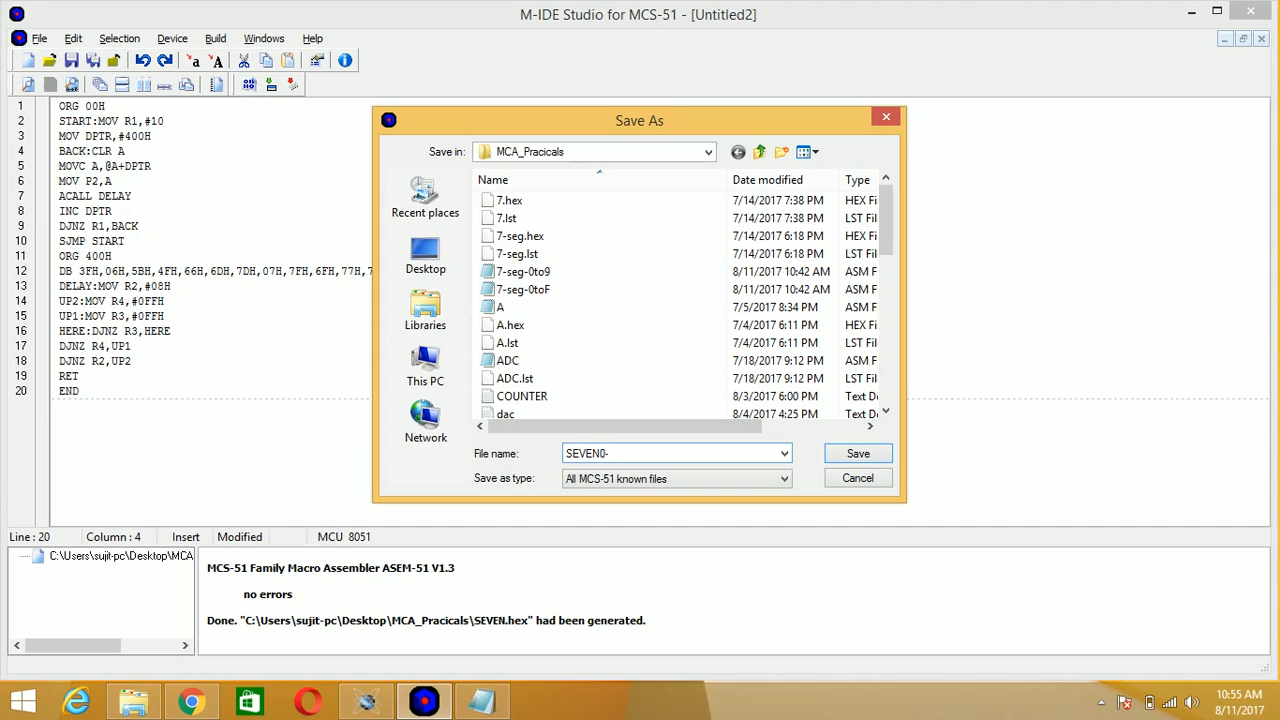 M-IDE Studio for MCS-51 - [Untitled2]
File Edit Selection Device Build Windows Help
1 ORG 00H
2 START:MOV R1,#10
3 MOV DPTR,#400H
4 BACK:CLR A
5 MOVC A,@A+DPTR
6 MOV P2,A
7 ACALL DELAY
8 INC DPTR
9 DJNZ R1,BACK
10 SJMP START
11 ORG 400H
12 DB 3FH,06H,5BH,4FH,66H,6DH,7DH,07H,7FH,6FH,77H,7
13 DELAY:MOV R2,#08H
14 UP2:MOV R4,#0FFH
15 UP1:MOV R3,#0FFH
16 HERE:DJNZ R3,HERE
17 DJNZ R4,UP1
18 DJNZ R2,UP2
19 RET
20 END
Save As
Save in: MCA_Pracicals
Recent places
Desktop
Libraries
This PC
Network
Name Date modified Type
7.hex 7/14/2017 7:38 PM HEX Fi
7.lst 7/14/2017 7:38 PM LST Fil
7-seg.hex 7/14/2017 6:18 PM HEX Fi
7-seg.lst 7/14/2017 6:18 PM LST Fil
7-seg-0to9 8/11/2017 10:42 AM ASM F
7-seg-0toF 8/11/2017 10:42 AM ASM F
A 7/5/2017 8:34 PM ASM F
A.hex 7/4/2017 6:11 PM HEX Fi
A.lst 7/4/2017 6:11 PM LST Fil
ADC 7/18/2017 9:12 PM ASM F
ADC.lst 7/18/2017 9:12 PM LST Fil
COUNTER 8/3/2017 6:00 PM Text D
dac 8/4/2017 4:25 PM Text D
File name: SEVEN0-
Save
Save as type: All MCS-51 known files
Cancel
Line : 20 Column : 4 Insert Modified MCU 8051
C:\Users\sujit-pc\Desktop\MCA
MCS-51 Family Macro Assembler ASEM-51 V1.3
no errors
Done. "C:\Users\sujit-pc\Desktop\MCA_Pracicals\SEVEN.hex" had been generated.
10:55 AM
8/11/2017